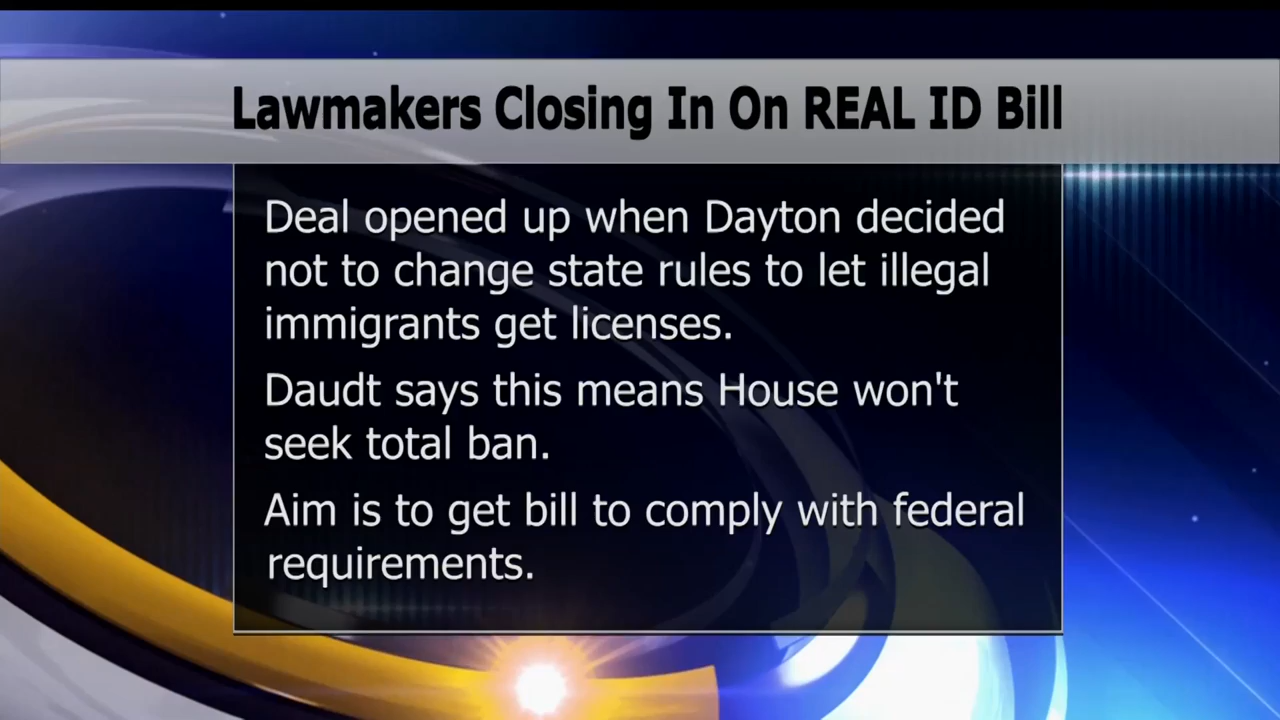 Lawmakers Closing In On REAL ID Bill
Deal opened up when Dayton decided
not to change state rules to let illegal
immigrants get licenses.
Daudt says this means House won't
seek total ban.
Aim is to get bill to comply with federal
requirements.